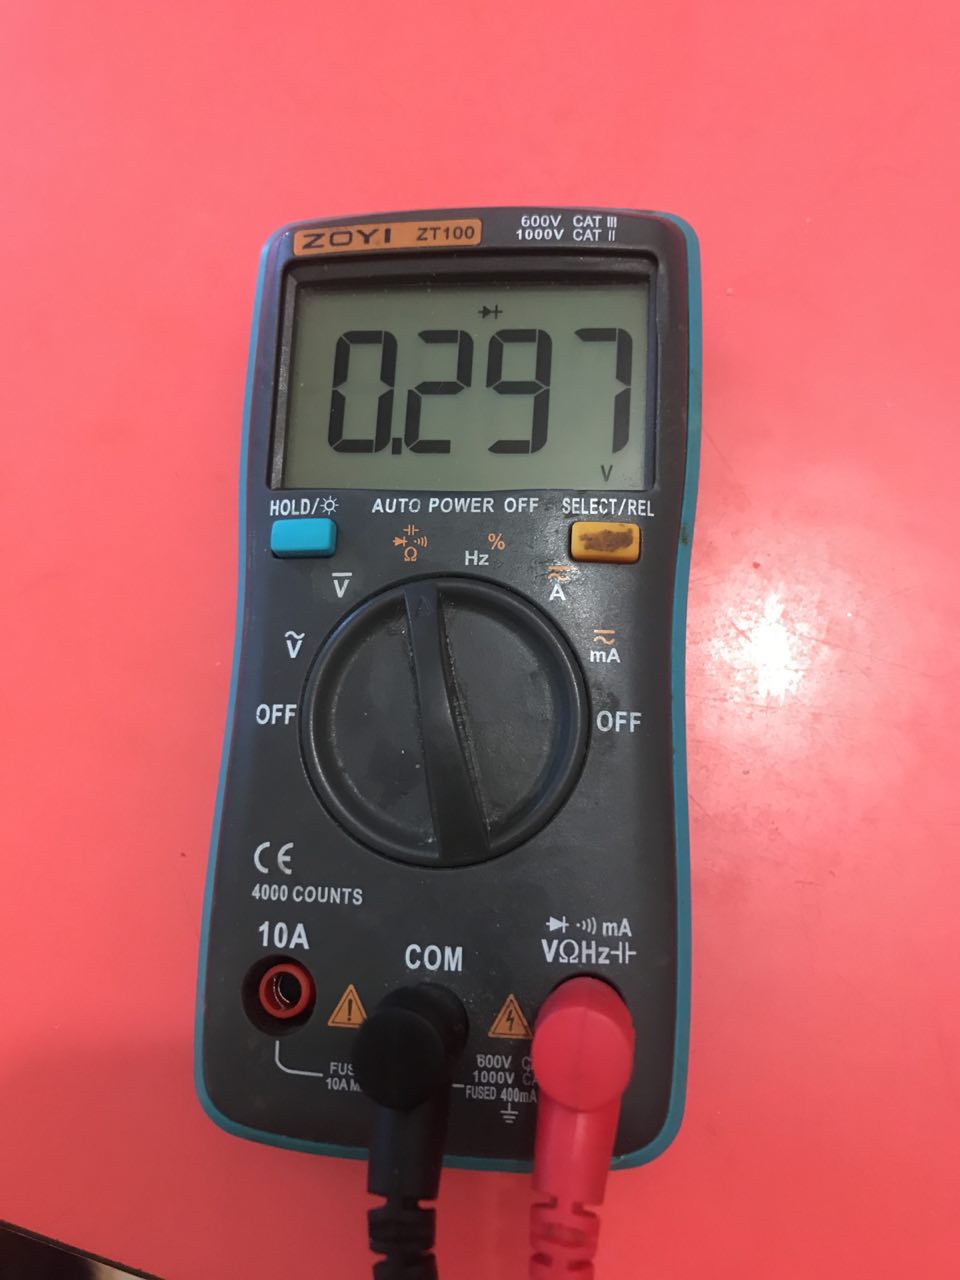 ZOYI ZT100
600V CAT III
1000V CAT II
0.297
V
HOLD/☼ AUTO POWER OFF SELECT/REL
Ω
Hz %
V
A
V
mA
OFF
OFF
CE
4000 COUNTS
10A
COM
mA
VΩHz
10A
600V
1000V
FUSED 400mA